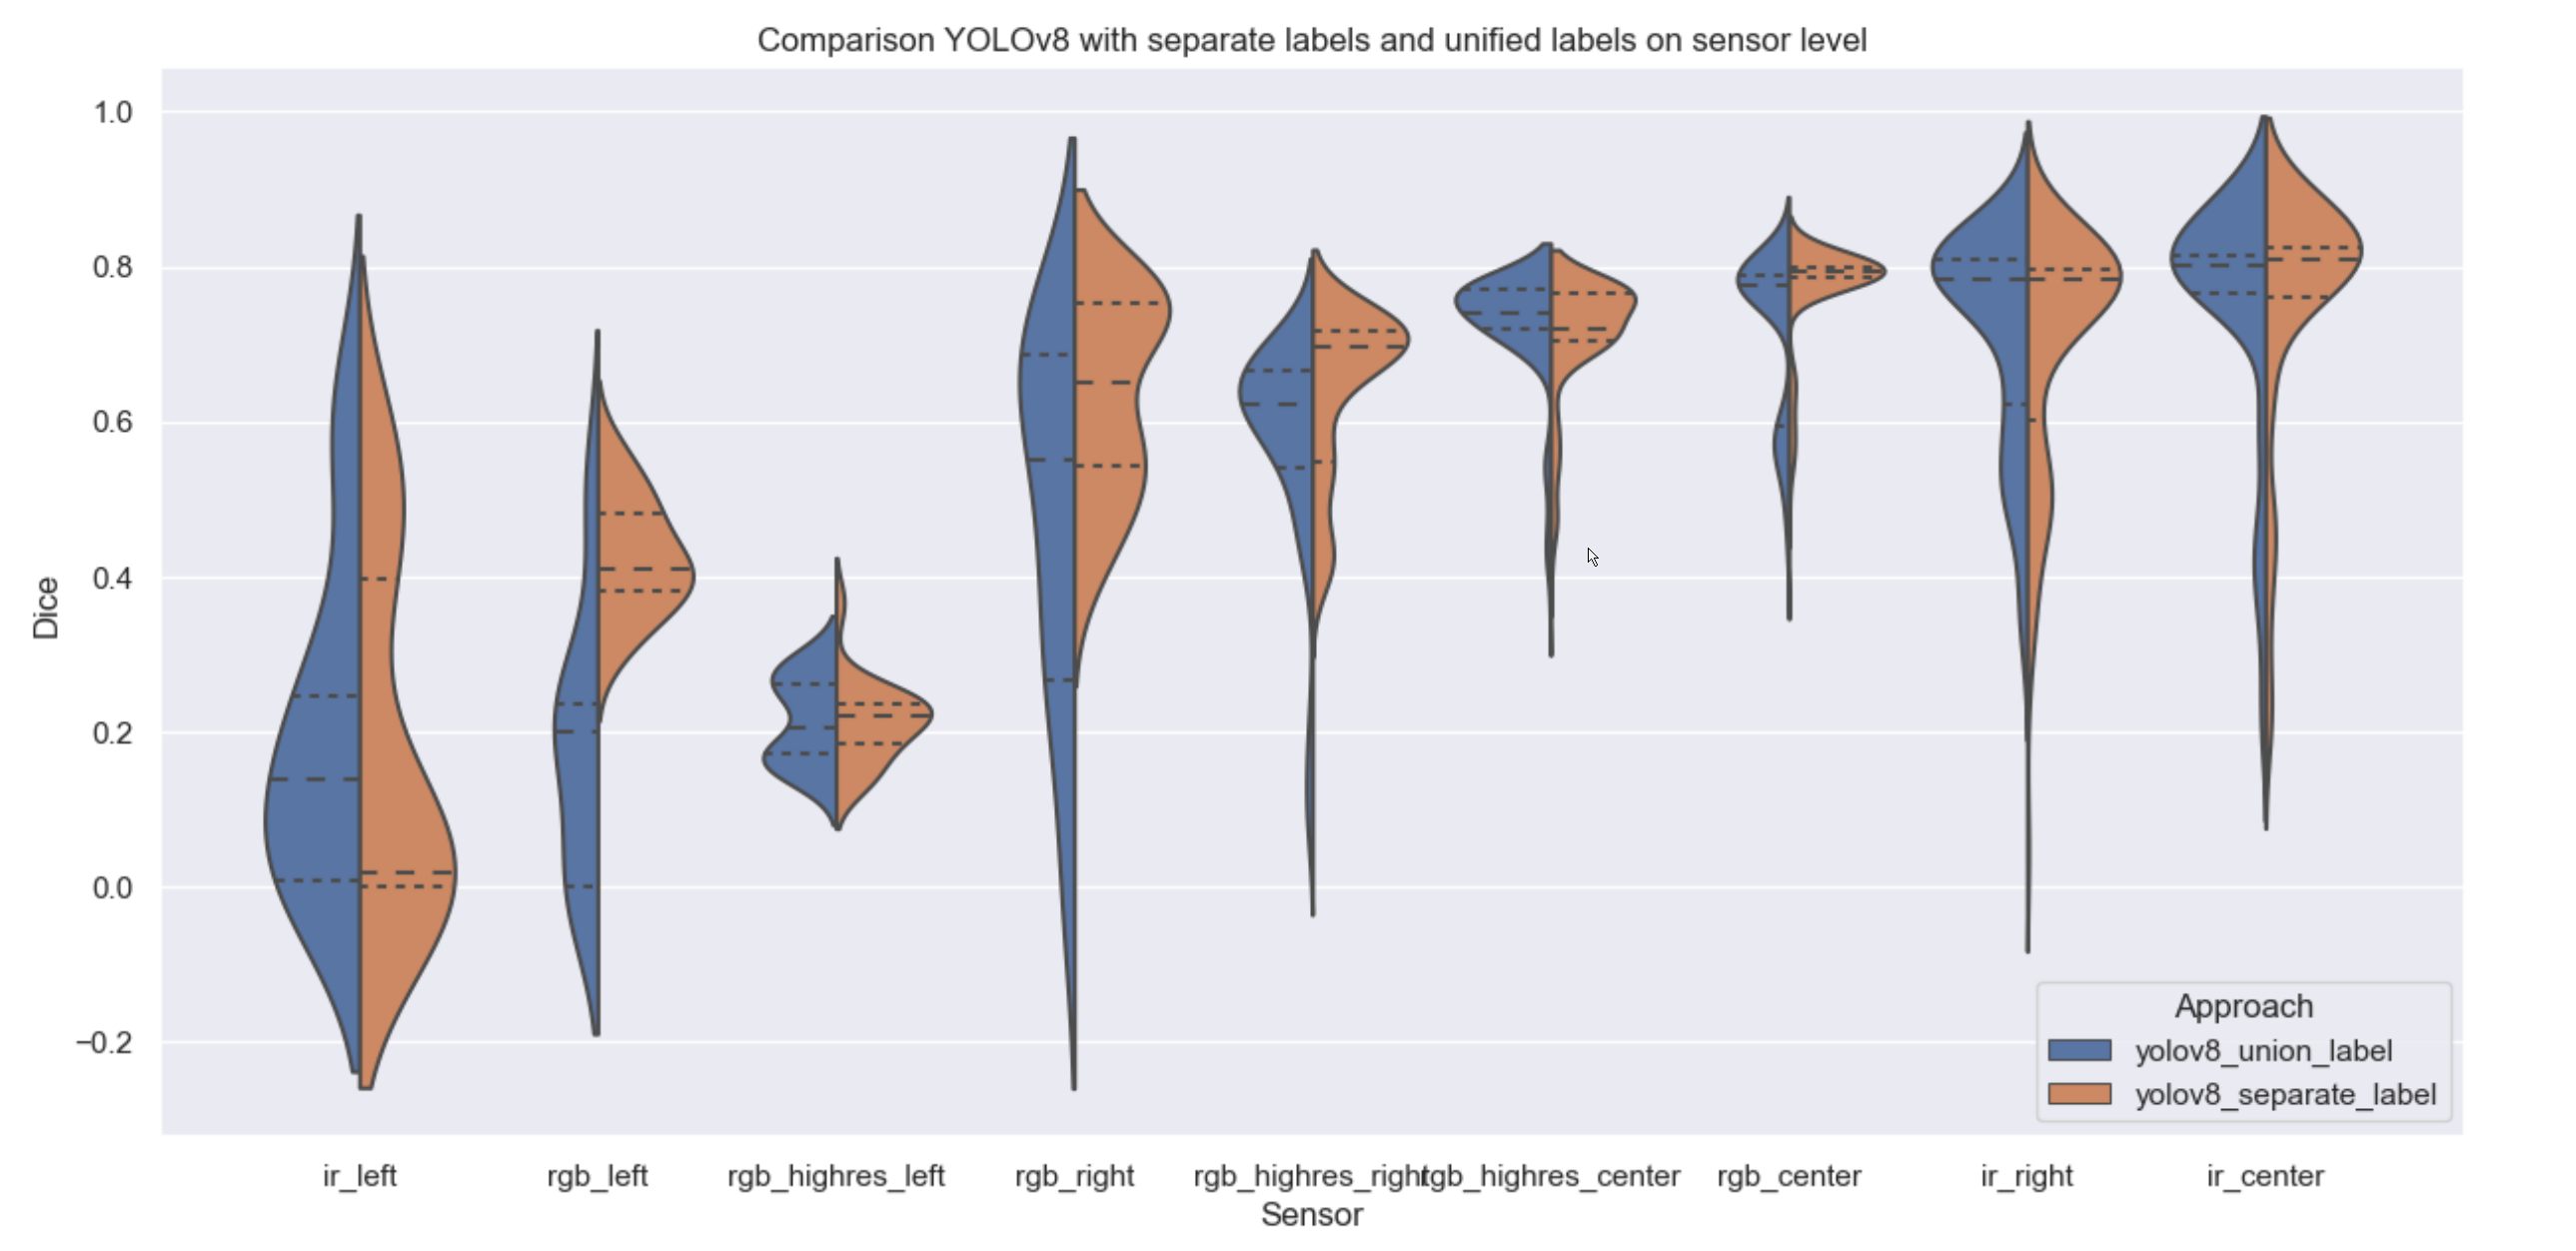 Comparison YOLOv8 with separate labels and unified labels on sensor level
1.0
0.8
0.6
0.4
0.2
0.0
−0.2
Dice
ir_left
rgb_left
rgb_highres_left
rgb_right
rgb_highres_right
rgb_highres_center
rgb_center
ir_right
ir_center
Sensor
Approach
yolov8_union_label
yolov8_separate_label